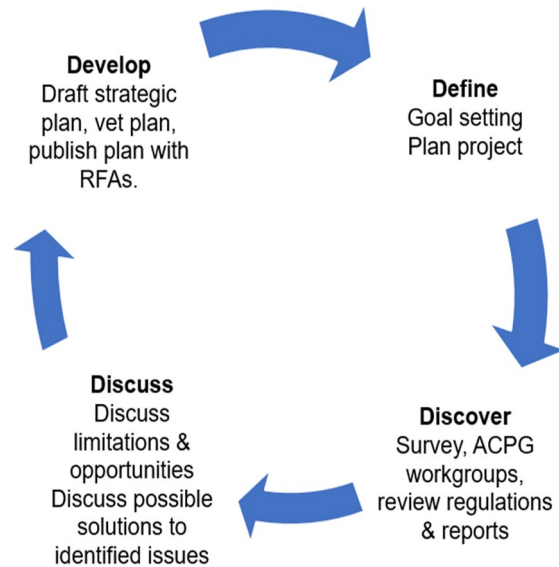 Develop
Draft strategic
plan, vet plan,
publish plan with
RFAs.
Define
Goal setting
Plan project
Discover
Survey, ACPG
workgroups,
review regulations
& reports
Discuss
Discuss
limitations &
opportunities
Discuss possible
solutions to
identified issues